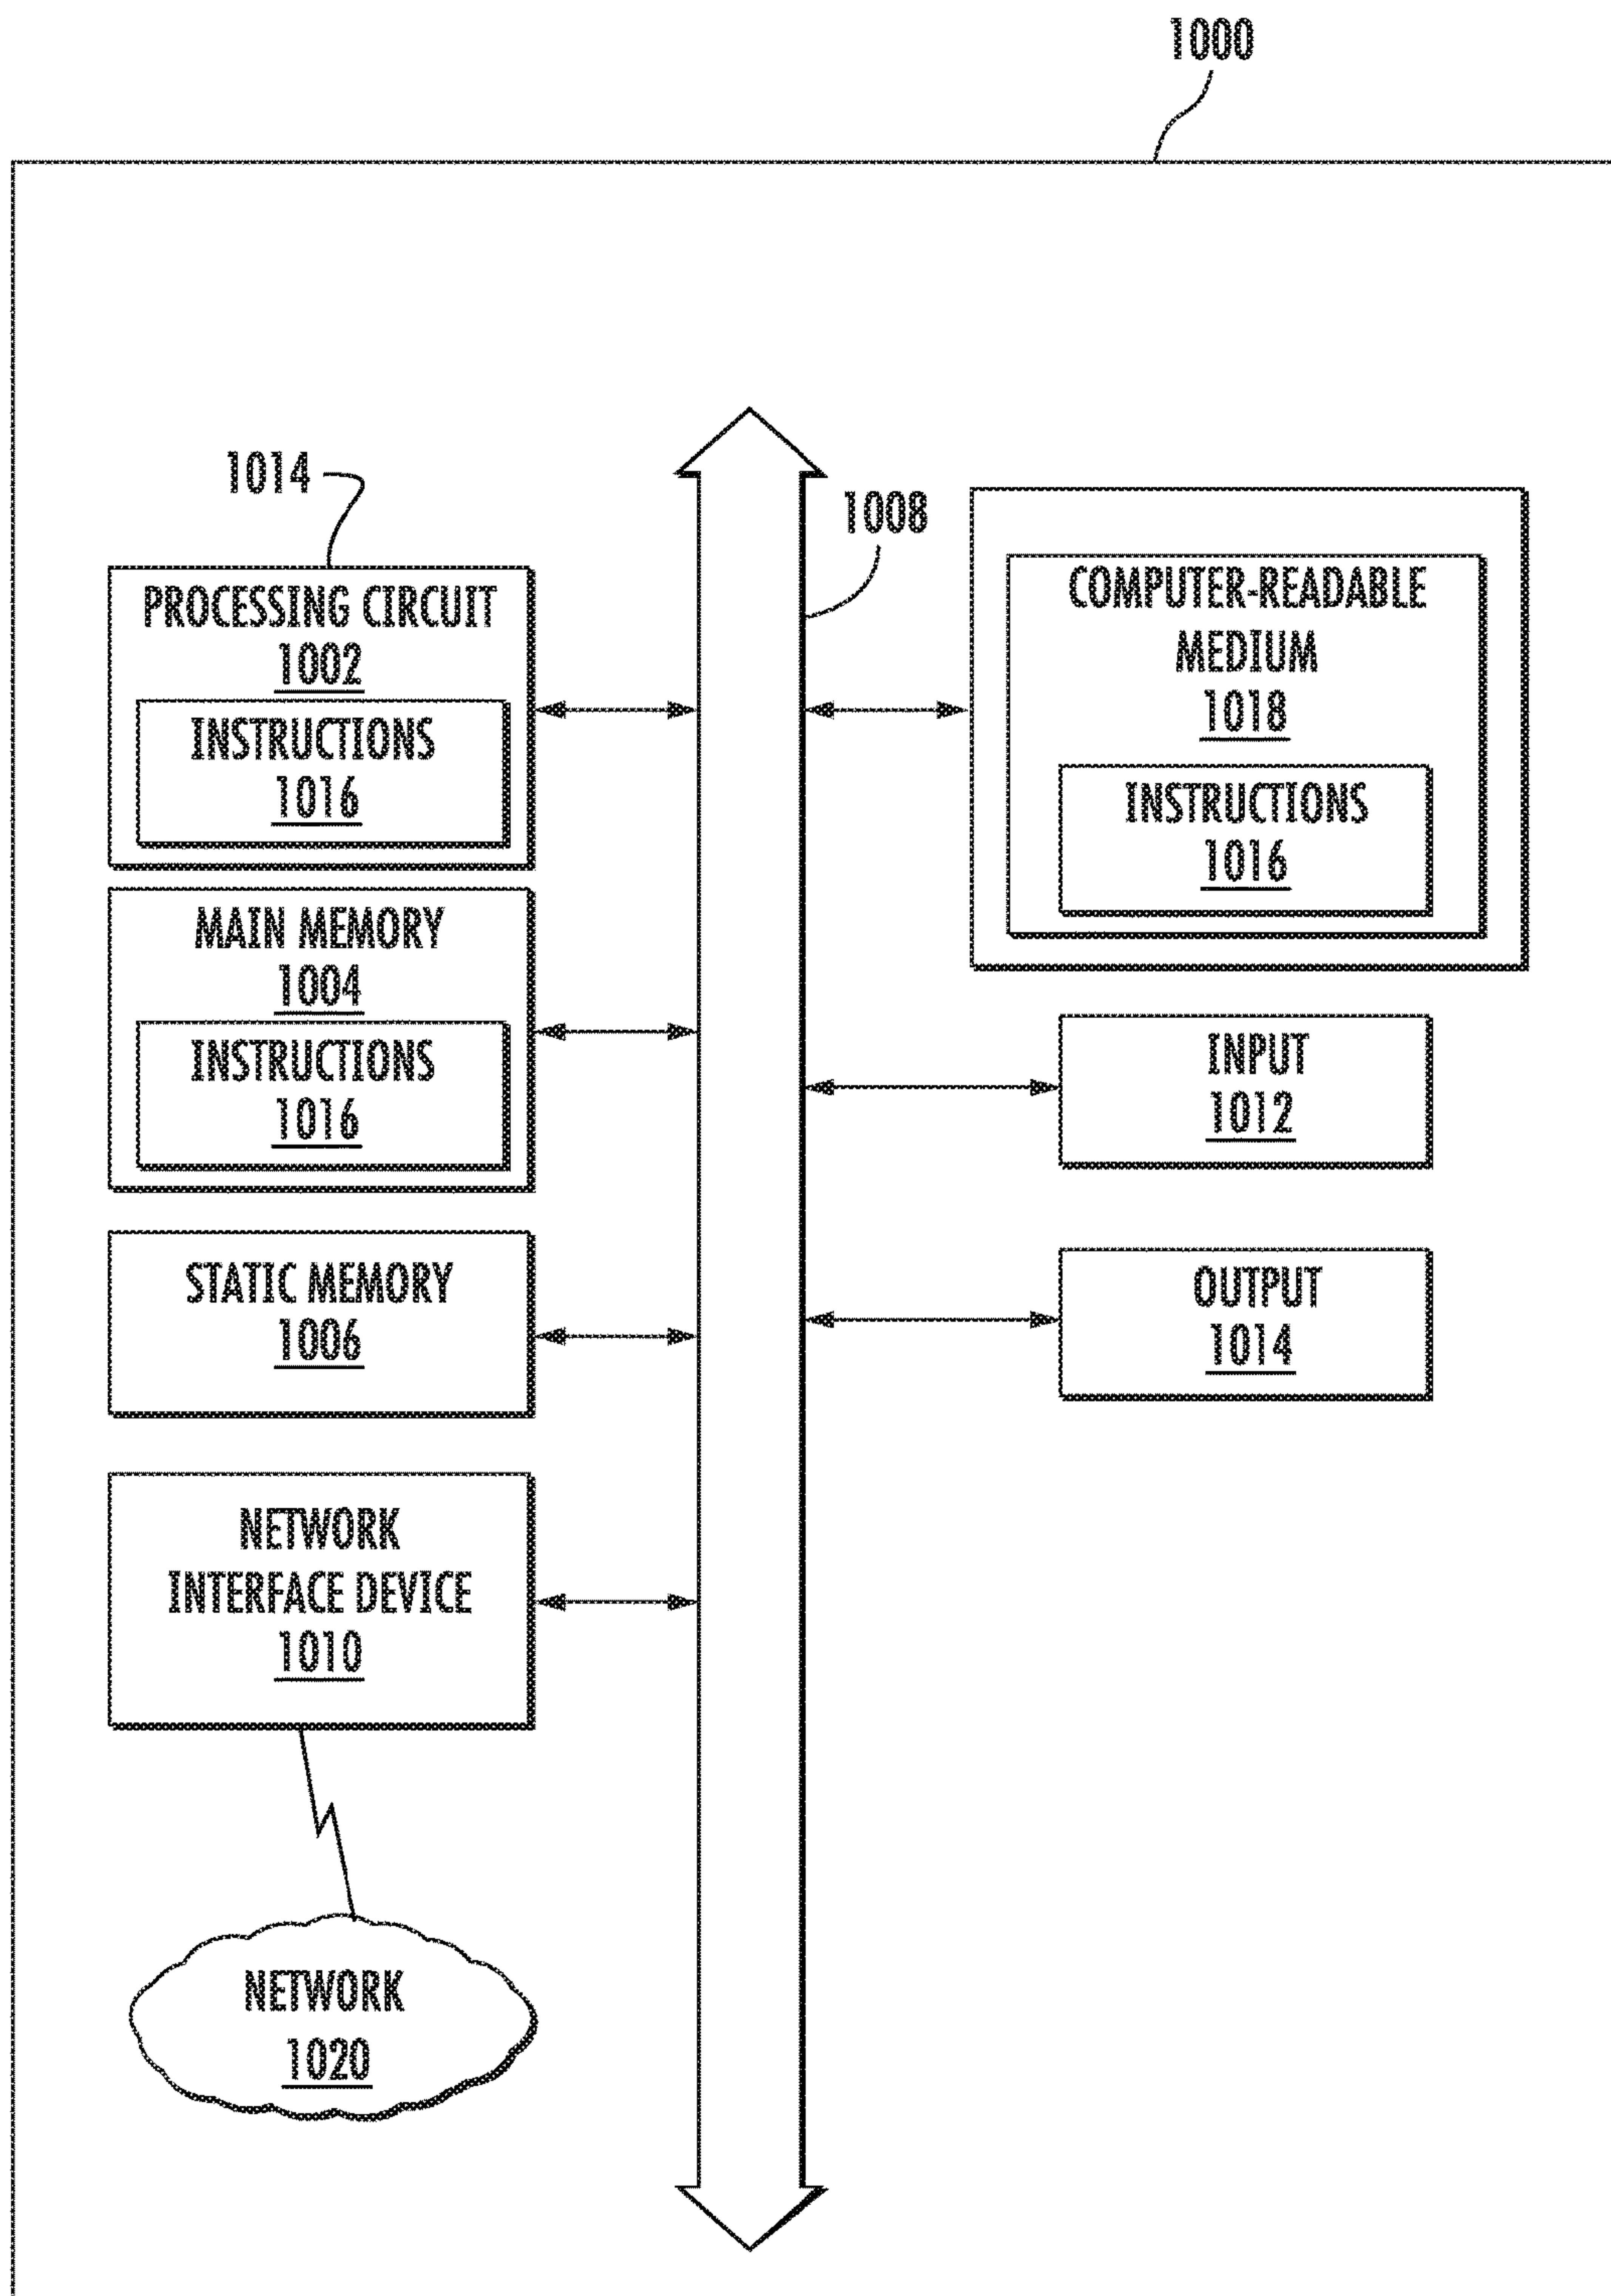 1000
1014
PROCESSING CIRCUIT
1002
INSTRUCTIONS
1016
MAIN MEMORY
1004
INSTRUCTIONS
1016
STATIC MEMORY
1006
NETWORK
INTERFACE DEVICE
1010
NETWORK
1020
1008
COMPUTER-READABLE
MEDIUM
1018
INSTRUCTIONS
1016
INPUT
1012
OUTPUT
1014